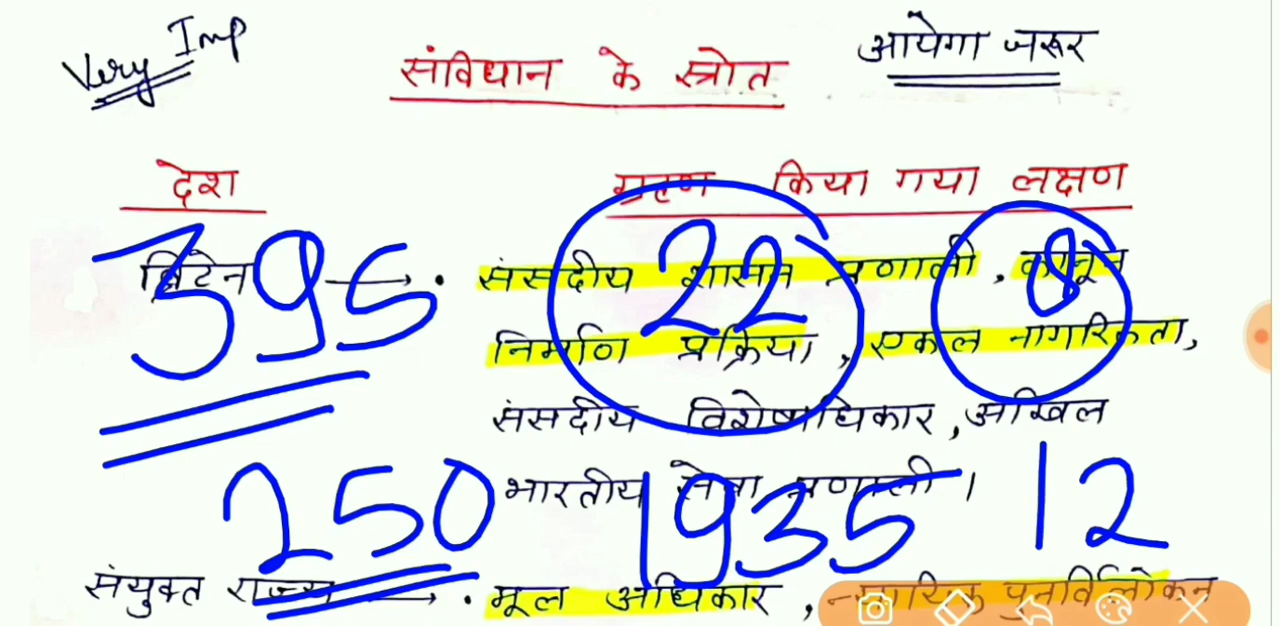 Very Imp
संविधान के स्त्रोत
आयेगा जरूर
देश
ग्रहण किया गया लक्षण
395
22
8
ब्रिटेन → • संसदीय शासन प्रणाली, कानून
निर्माण प्रक्रिया, एकल नागरिकता,
संसदीय विशेषाधिकार, अखिल
भारतीय सेवा प्रणाली।
250
1935
12
संयुक्त राज्य → • मूल अधिकार, पुनर्विलोकन